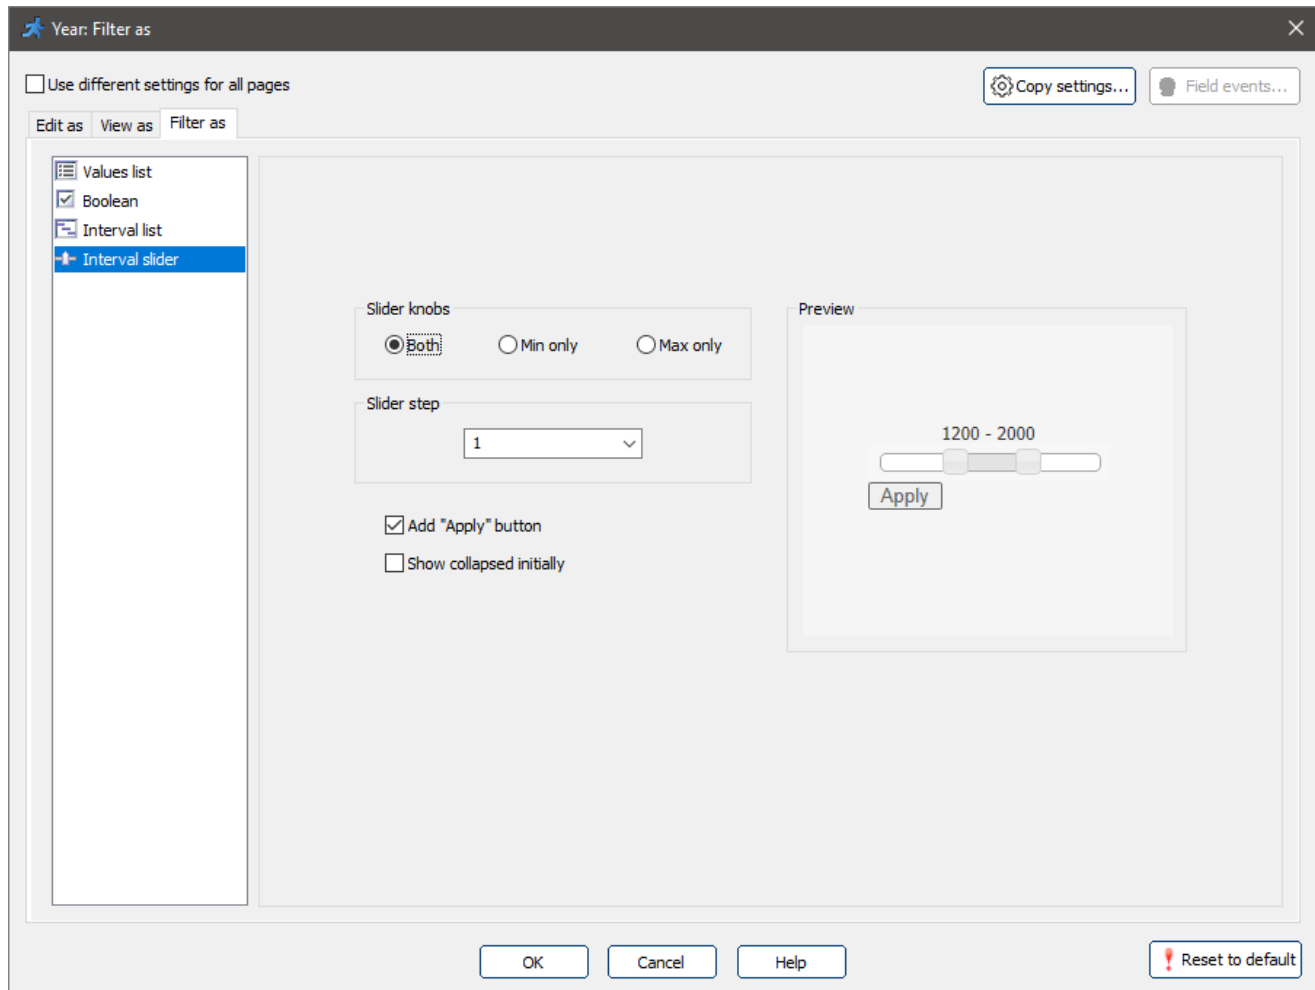 Year: Filter as
Use different settings for all pages
Copy settings...
Field events...
Edit as
View as
Filter as
Values list
Boolean
Interval list
Interval slider
Slider knobs
Both
Min only
Max only
Slider step
1
Add "Apply" button
Show collapsed initially
Preview
1200 - 2000
Apply
OK
Cancel
Help
Reset to default